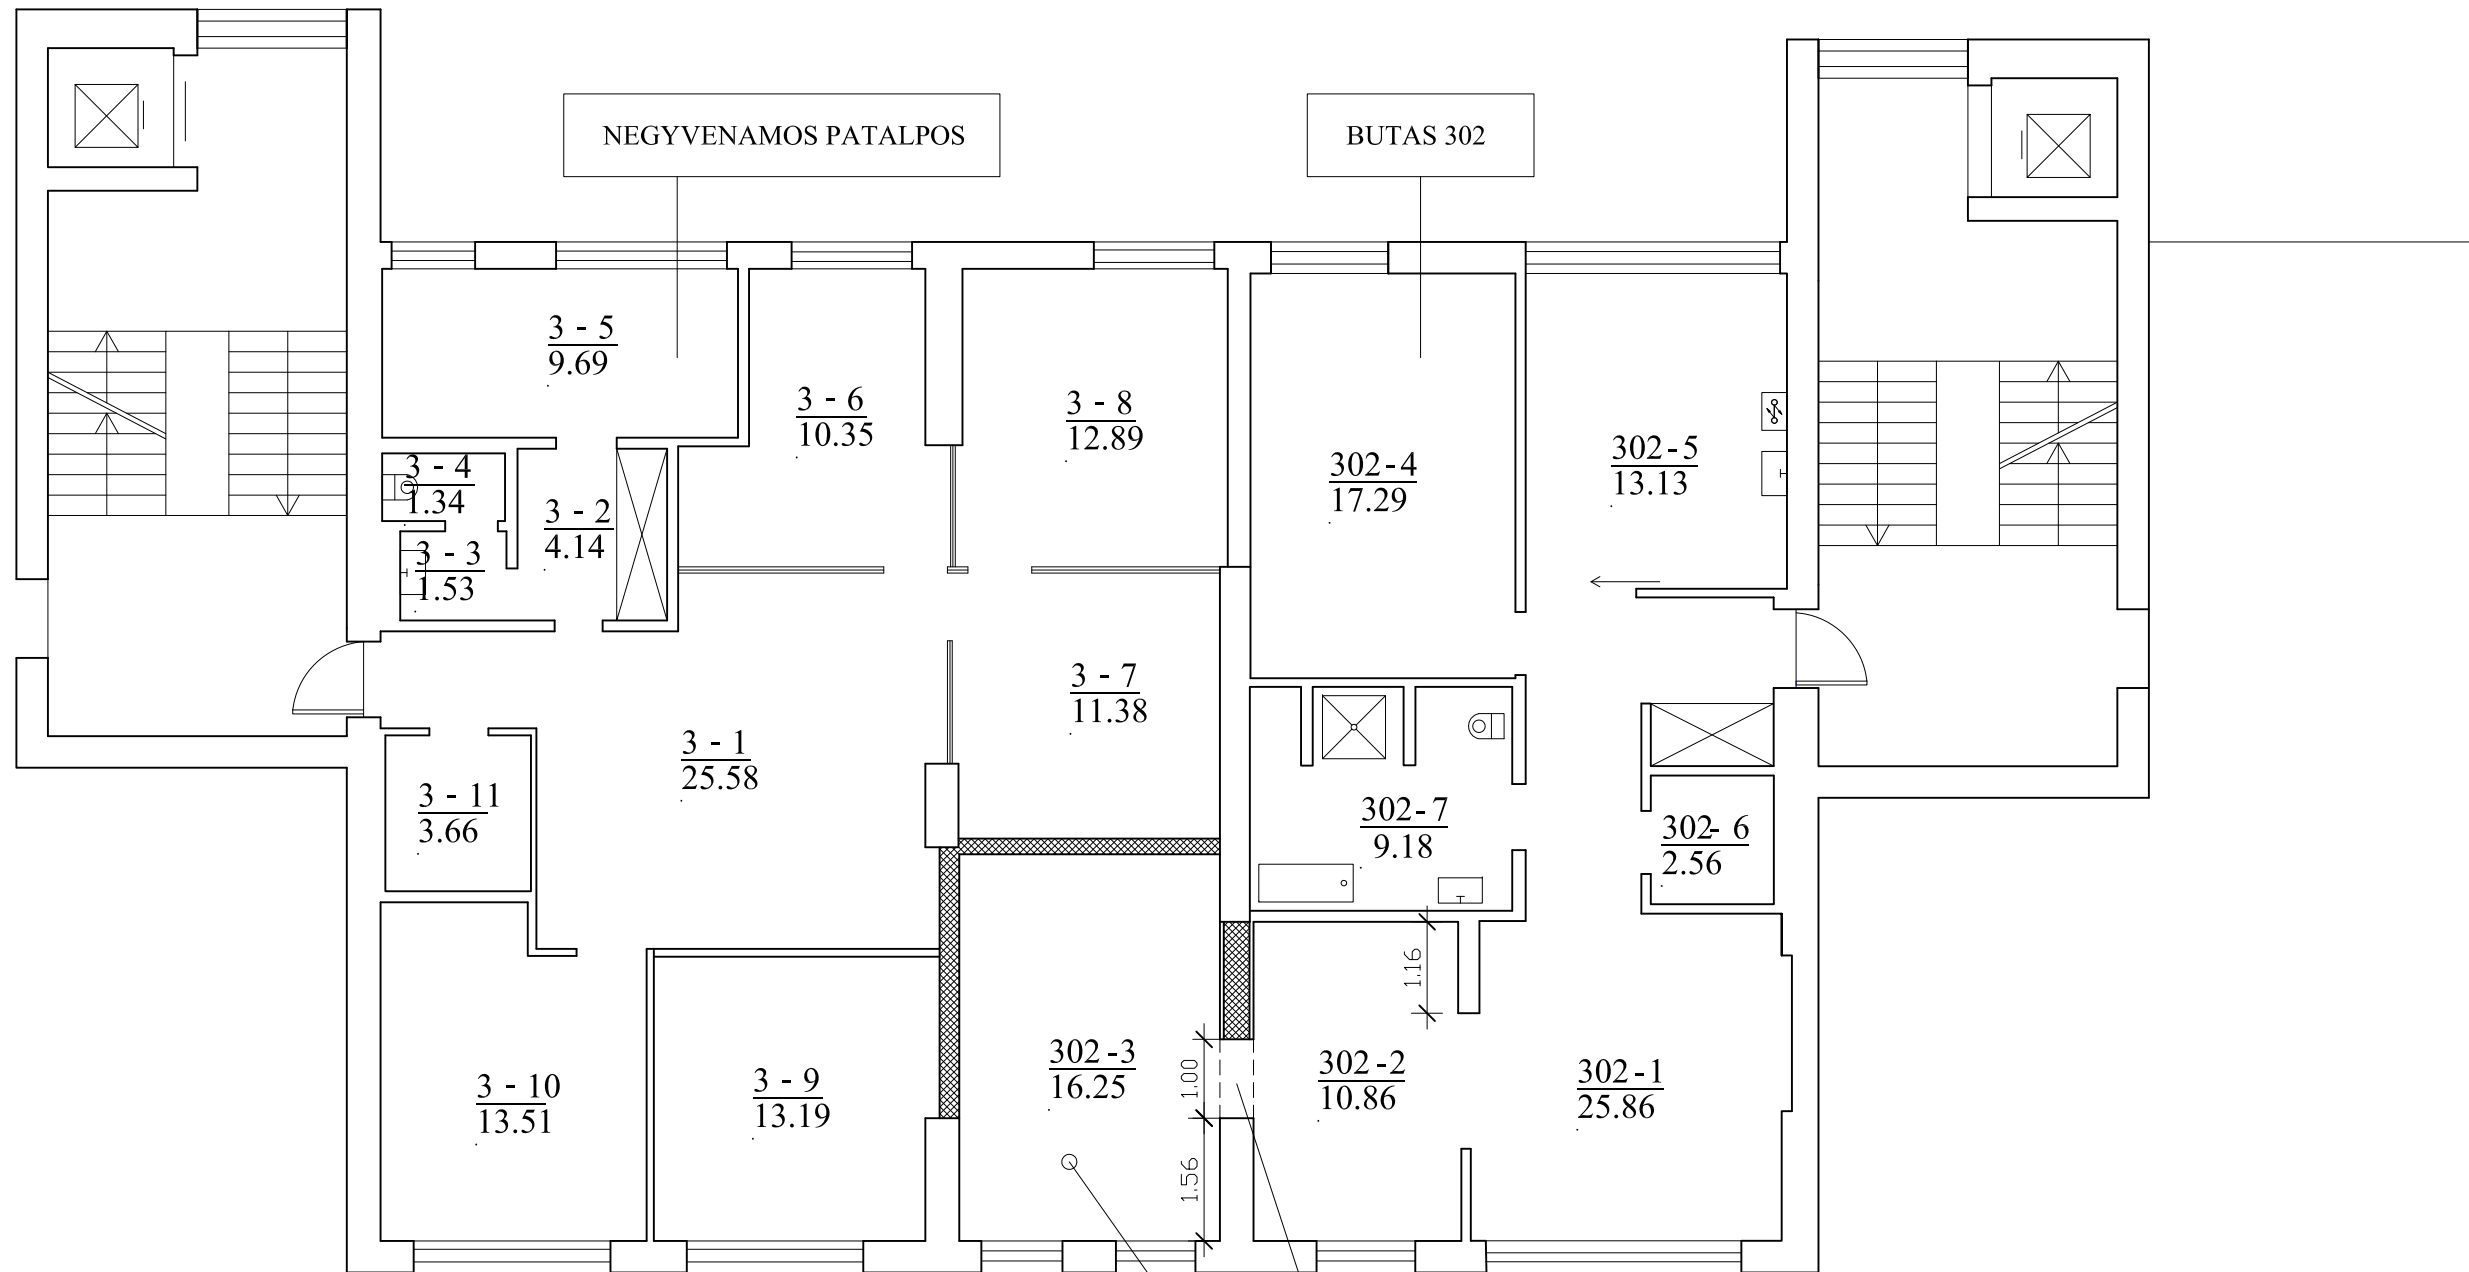 NEGYVENAMOS PATALPOS
BUTAS 302
3 - 5
9.69
3 - 6
10.35
3 - 8
12.89
302-4
17.29
302-5
13.13
3 - 4
1.34
3 - 2
4.14
3 - 3
1.53
3 - 7
11.38
3 - 1
25.58
3 - 11
3.66
302-7
9.18
302- 6
2.56
1.16
3 - 10
13.51
3 - 9
13.19
302-3
16.25
1.00
302-2
10.86
302-1
25.86
1.56